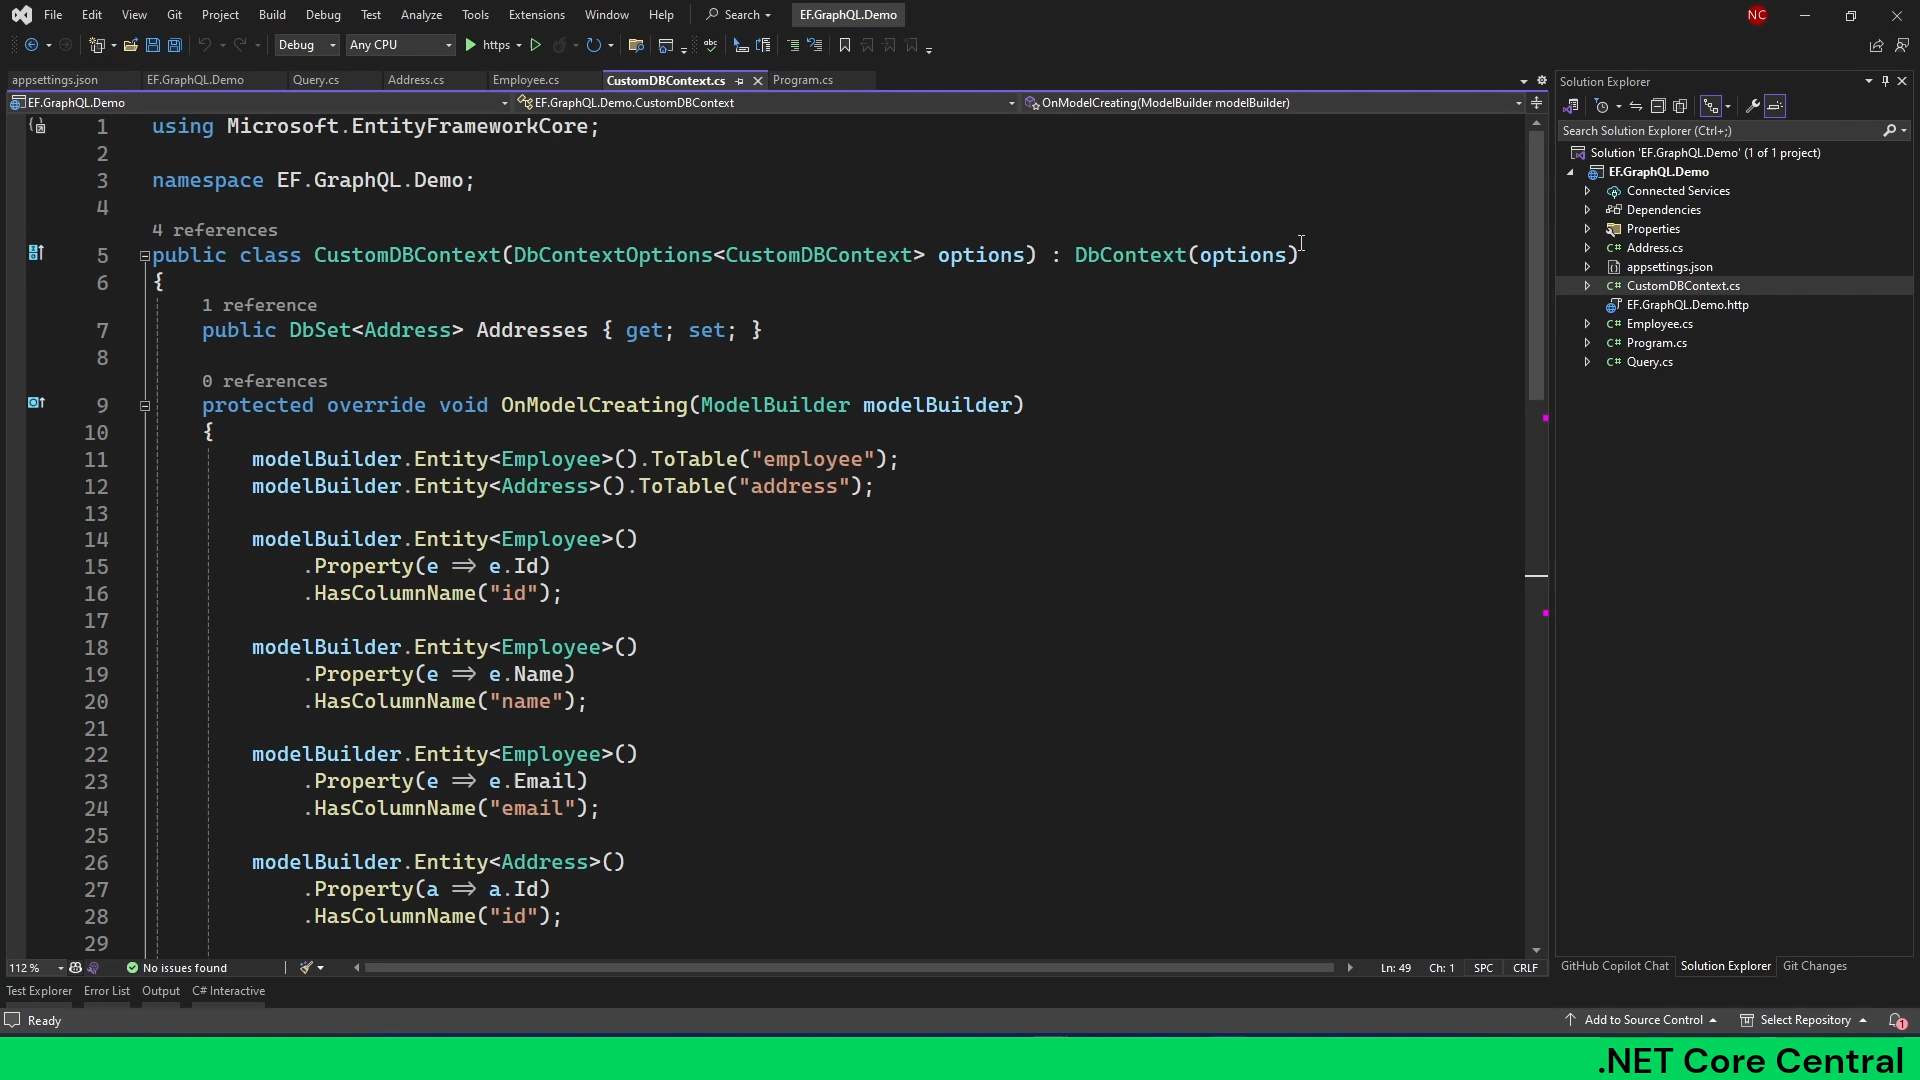 File Edit View Git Project Build Debug Test Analyze Tools Extensions Window Help Search EF.GraphQL.Demo NC
Debug Any CPU https
appsettings.json EF.GraphQL.Demo Query.cs Address.cs Employee.cs CustomDBContext.cs Program.cs
EF.GraphQL.Demo EF.GraphQL.Demo.CustomDBContext OnModelCreating(ModelBuilder modelBuilder)
1 using Microsoft.EntityFrameworkCore;
2
3 namespace EF.GraphQL.Demo;
4
4 references
5 public class CustomDBContext(DbContextOptions<CustomDBContext> options) : DbContext(options)
6 {
1 reference
7 public DbSet<Address> Addresses { get; set; }
8
0 references
9 protected override void OnModelCreating(ModelBuilder modelBuilder)
10 {
11 modelBuilder.Entity<Employee>().ToTable("employee");
12 modelBuilder.Entity<Address>().ToTable("address");
13
14 modelBuilder.Entity<Employee>()
15 .Property(e => e.Id)
16 .HasColumnName("id");
17
18 modelBuilder.Entity<Employee>()
19 .Property(e => e.Name)
20 .HasColumnName("name");
21
22 modelBuilder.Entity<Employee>()
23 .Property(e => e.Email)
24 .HasColumnName("email");
25
26 modelBuilder.Entity<Address>()
27 .Property(a => a.Id)
28 .HasColumnName("id");
29
112 % No issues found Ln: 49 Ch: 1 SPC CRLF
Test Explorer Error List Output C# Interactive
Solution Explorer
Search Solution Explorer (Ctrl+;)
Solution 'EF.GraphQL.Demo' (1 of 1 project)
EF.GraphQL.Demo
Connected Services
Dependencies
Properties
C# Address.cs
appsettings.json
C# CustomDBContext.cs
EF.GraphQL.Demo.http
C# Employee.cs
C# Program.cs
C# Query.cs
GitHub Copilot Chat Solution Explorer Git Changes
Ready Add to Source Control Select Repository 1
.NET Core Central